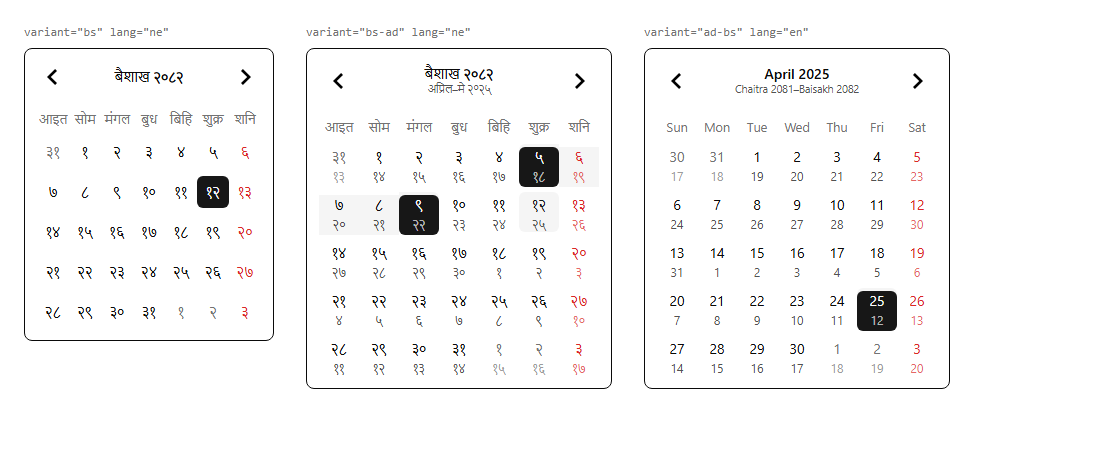 variant="bs" lang="ne"
बैशाख २०८२
आइत सोम मंगल बुध बिहि शुक्र शनि
३१ १ २ ३ ४ ५ ६
७ ८ ९ १० ११ १२ १३
१४ १५ १६ १७ १८ १९ २०
२१ २२ २३ २४ २५ २६ २७
२८ २९ ३० ३१ १ २ ३
variant="bs-ad" lang="ne"
बैशाख २०८२
अप्रिल–मे २०२५
आइत सोम मंगल बुध बिहि शुक्र शनि
३१ १ २ ३ ४ ५ ६
१३ १४ १५ १६ १७ १८ १९
७ ८ ९ १० ११ १२ १३
२० २१ २२ २३ २४ २५ २६
१४ १५ १६ १७ १८ १९ २०
२७ २८ २९ ३० १ २ ३
२१ २२ २३ २४ २५ २६ २७
४ ५ ६ ७ ८ ९ १०
२८ २९ ३० ३१ १ २ ३
११ १२ १३ १४ १५ १६ १७
variant="ad-bs" lang="en"
April 2025
Chaitra 2081–Baisakh 2082
Sun Mon Tue Wed Thu Fri Sat
30 31 1 2 3 4 5
17 18 19 20 21 22 23
6 7 8 9 10 11 12
24 25 26 27 28 29 30
13 14 15 16 17 18 19
31 1 2 3 4 5 6
20 21 22 23 24 25 26
7 8 9 10 11 12 13
27 28 29 30 1 2 3
14 15 16 17 18 19 20